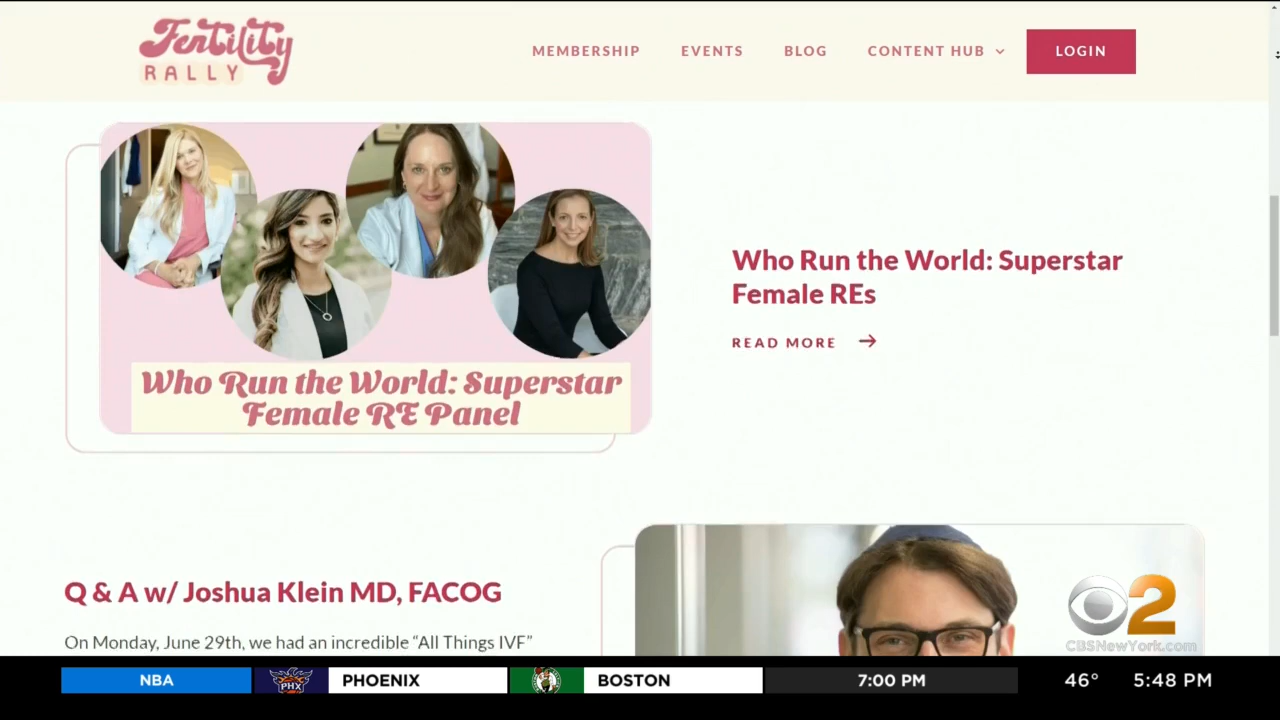 Fertility
RALLY
MEMBERSHIP
EVENTS
BLOG
CONTENT HUB
LOGIN
Who Run the World: Superstar
Female RE Panel
Who Run the World: Superstar
Female REs
READ MORE
Q & A w/ Joshua Klein MD, FACOG
On Monday, June 29th, we had an incredible “All Things IVF”
2
CBSNewYork.com
NBA
PHX
PHOENIX
BOSTON
7:00 PM
46°
5:48 PM